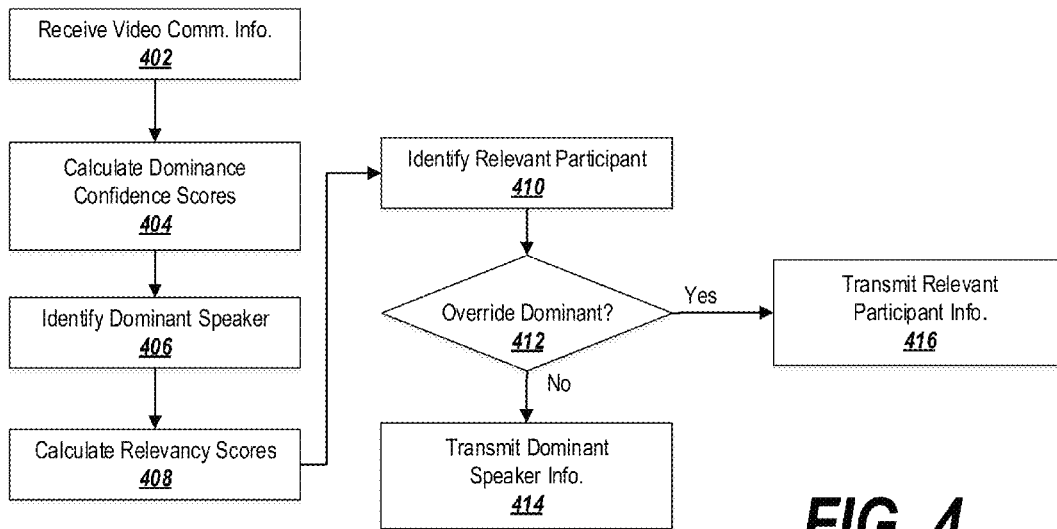 Receive Video Comm. Info.
402
Calculate Dominance
Confidence Scores
404
Identify Dominant Speaker
406
Calculate Relevancy Scores
408
Identify Relevant Participant
410
Override Dominant?
412
Yes
No
Transmit Dominant
Speaker Info.
414
Transmit Relevant
Participant Info.
416
FIG. 4